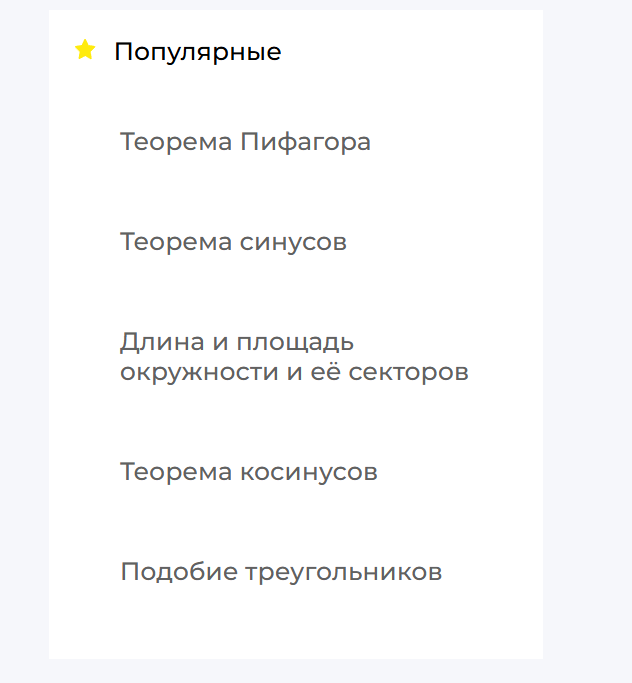 Популярные
Теорема Пифагора
Теорема синусов
Длина и площадь
окружности и её секторов
Теорема косинусов
Подобие треугольников